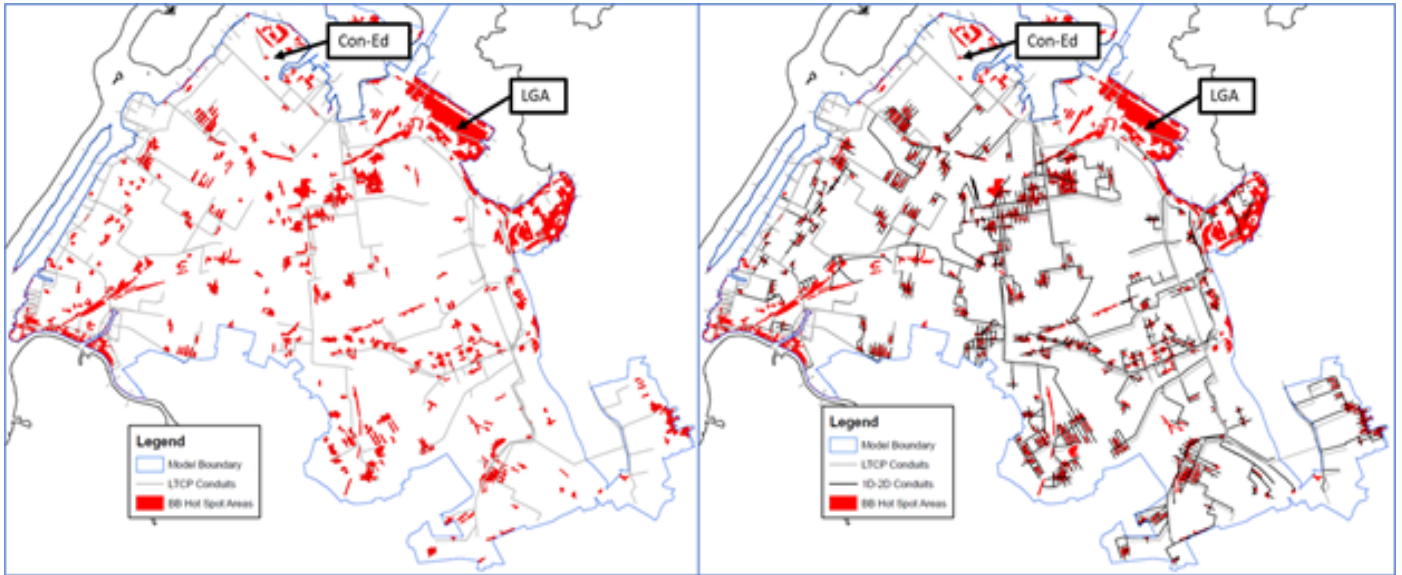 Con-Ed
LGA
Legend
Model Boundary
LTCP Conduits
BB Hot Spot Areas
Con-Ed
LGA
Legend
Model Boundary
LTCP Conduits
1D-2D Conduits
BB Hot Spot Areas